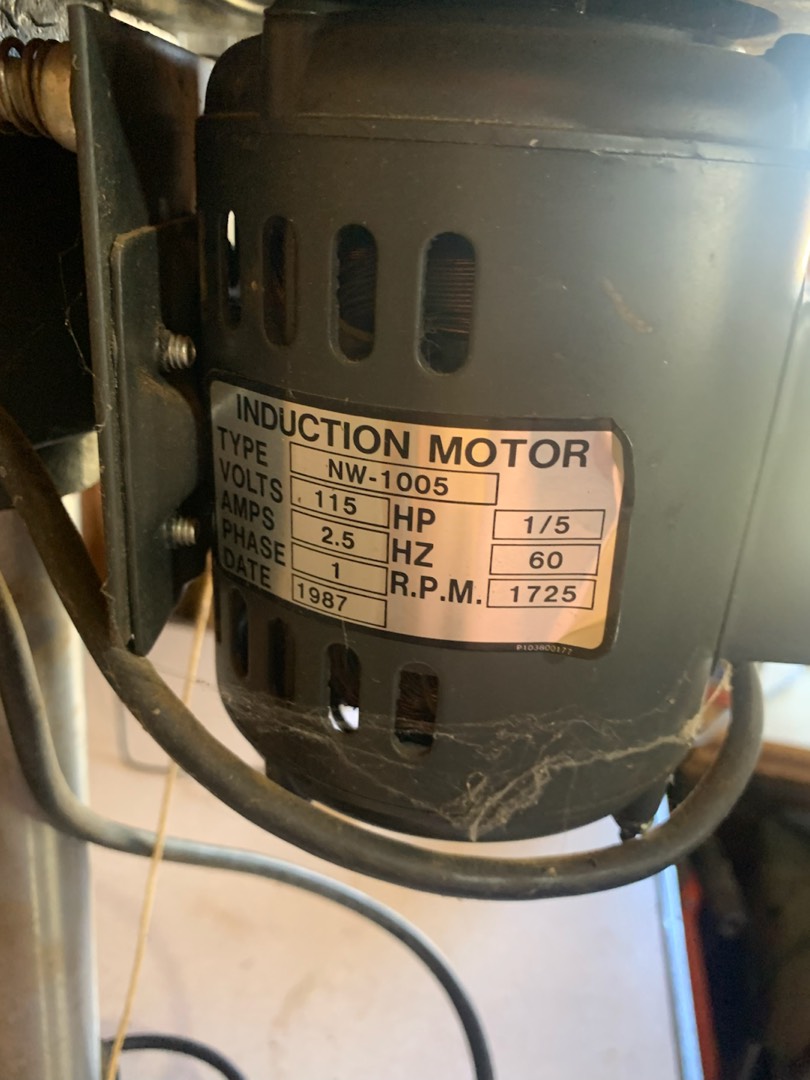 INDUCTION MOTOR
TYPE NW-1005
VOLTS 115 HP 1/5
AMPS 2.5 HZ 60
PHASE 1 R.P.M. 1725
DATE 1987
P103800177